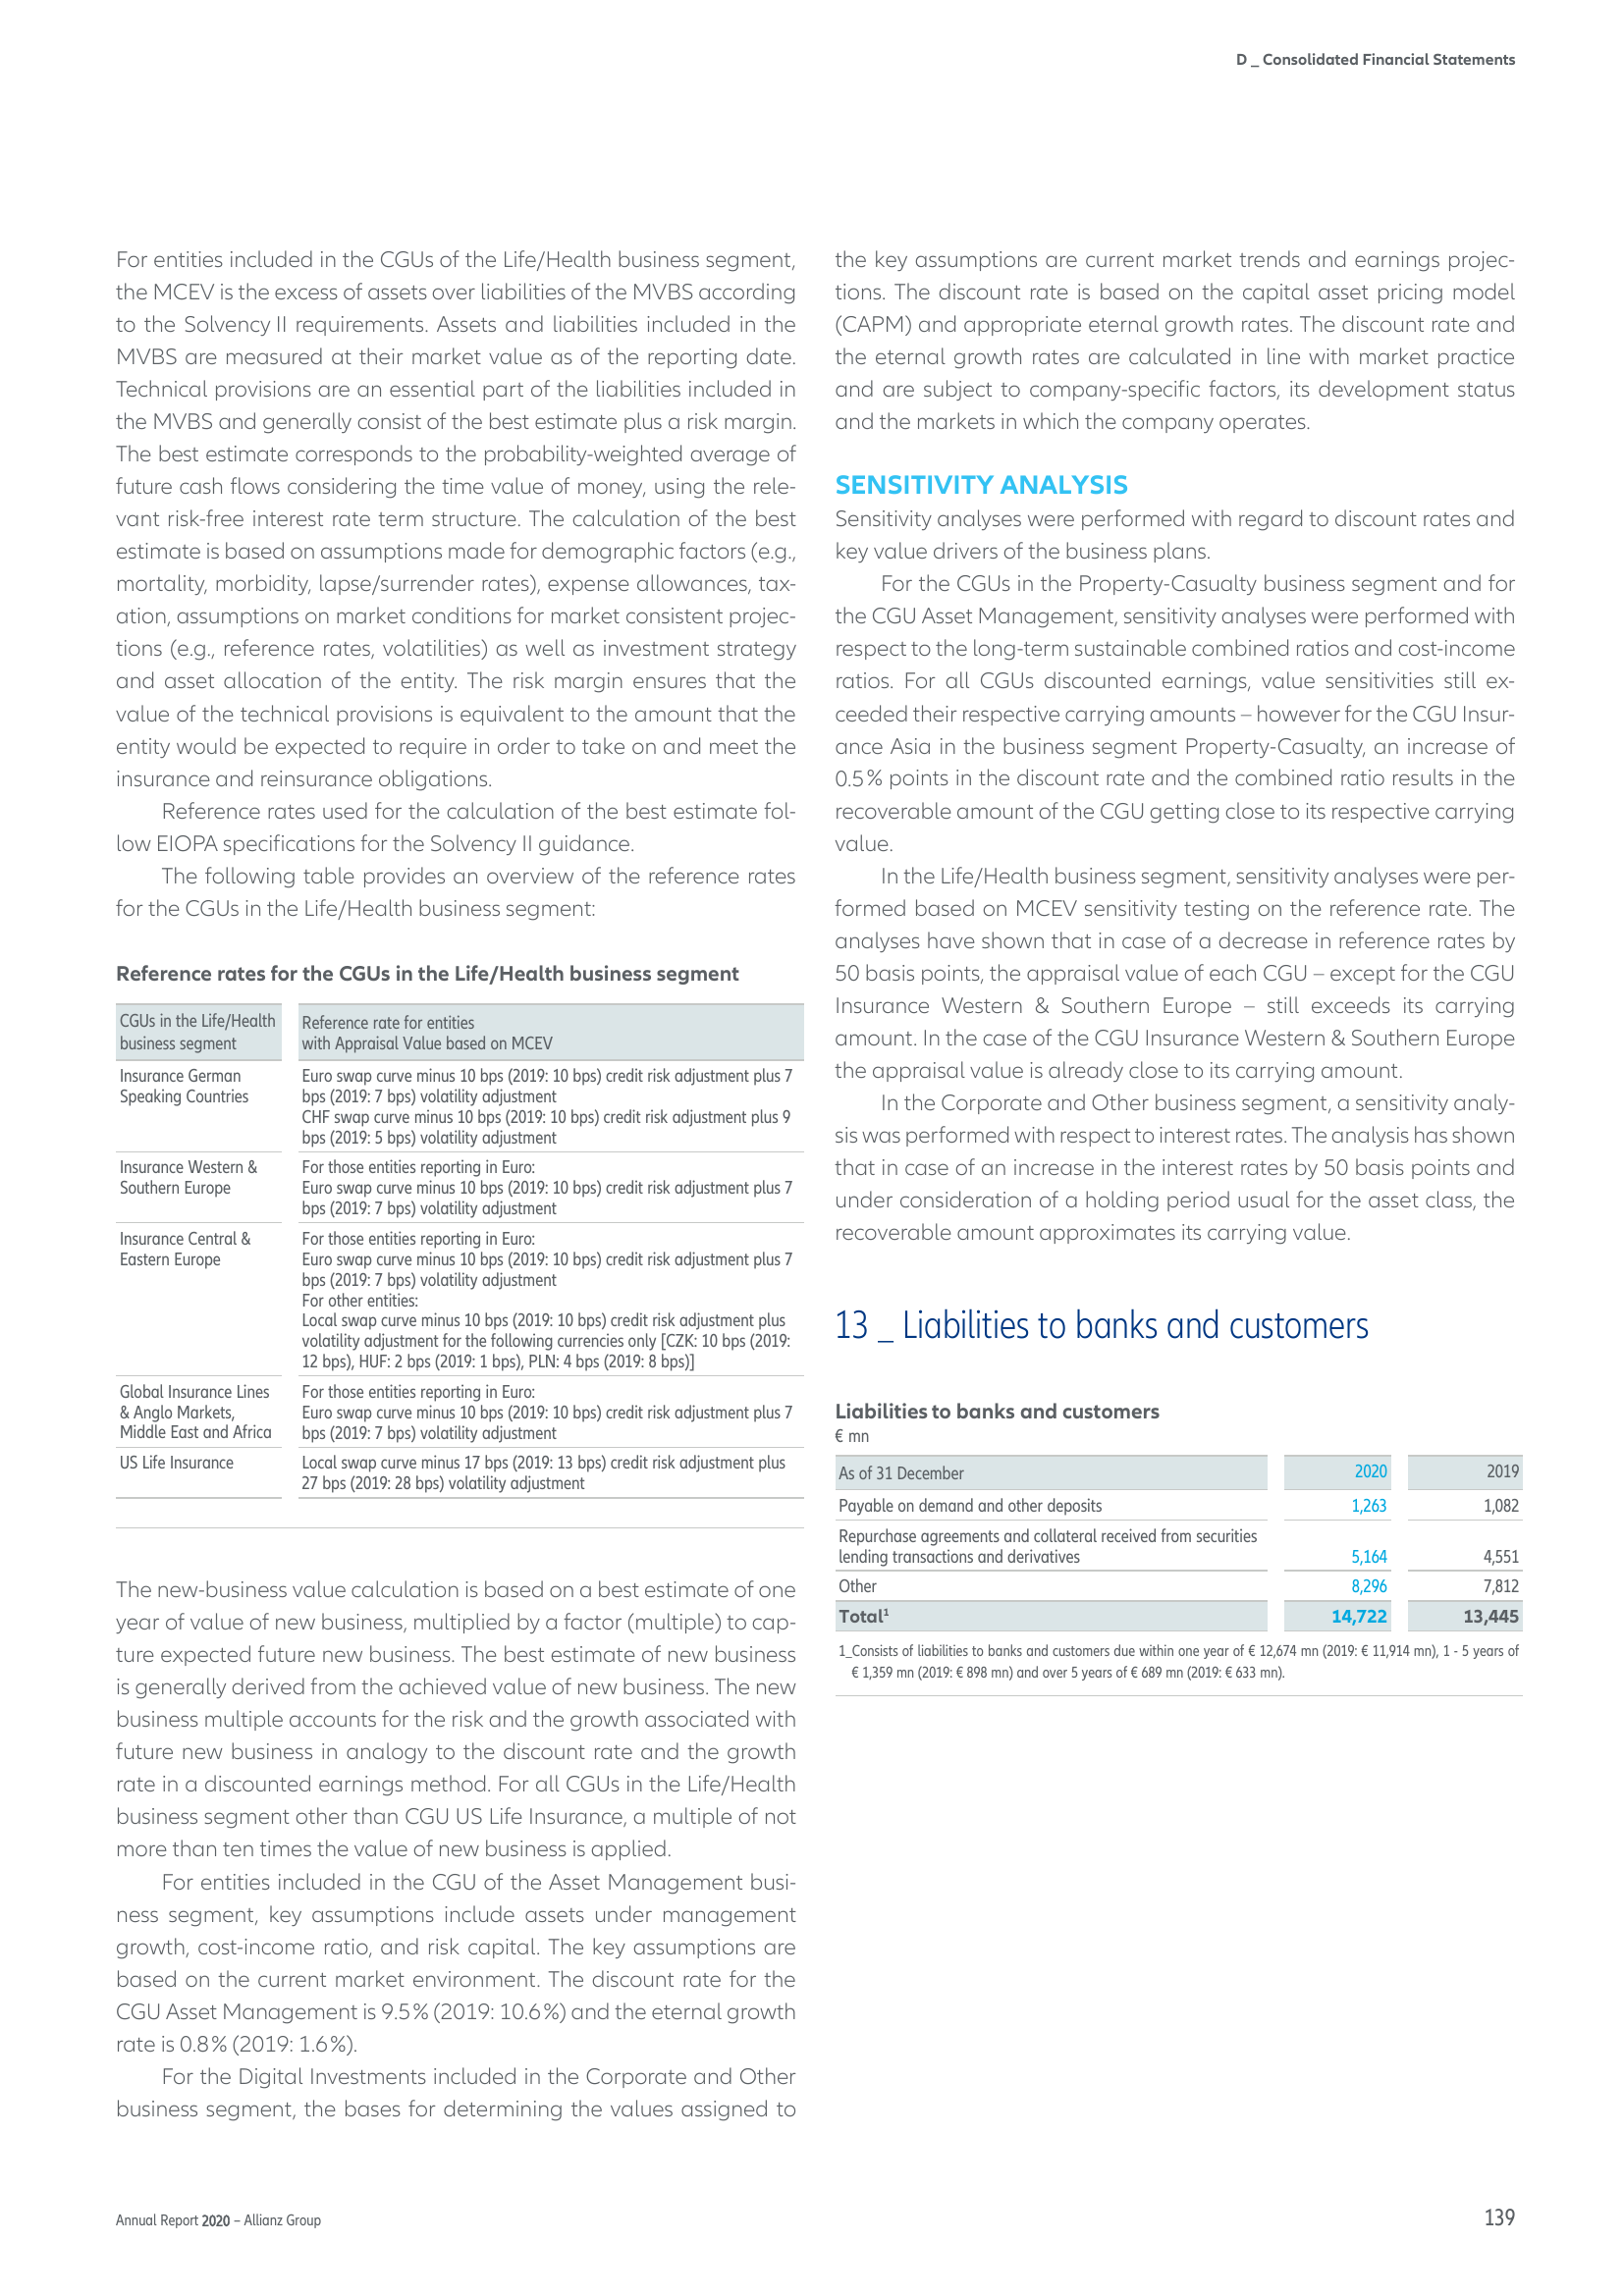 D _ Consolidated Financial Statements
For entities included in the CGUs of the Life/Health business segment,
the MCEV is the excess of assets over liabilities of the MVBS according
to the Solvency II requirements. Assets and liabilities included in the
MVBS are measured at their market value as of the reporting date.
Technical provisions are an essential part of the liabilities included in
the MVBS and generally consist of the best estimate plus a risk margin.
The best estimate corresponds to the probability-weighted average of
future cash flows considering the time value of money, using the rele-
vant risk-free interest rate term structure. The calculation of the best
estimate is based on assumptions made for demographic factors (e.g.,
mortality, morbidity, lapse/surrender rates), expense allowances, tax-
ation, assumptions on market conditions for market consistent projec-
tions (e.g., reference rates, volatilities) as well as investment strategy
and asset allocation of the entity. The risk margin ensures that the
value of the technical provisions is equivalent to the amount that the
entity would be expected to require in order to take on and meet the
insurance and reinsurance obligations.
Reference rates used for the calculation of the best estimate fol-
low EIOPA specifications for the Solvency II guidance.
The following table provides an overview of the reference rates
for the CGUs in the Life/Health business segment:
Reference rates for the CGUs in the Life/Health business segment
CGUs in the Life/Health
business segment
Reference rate for entities
with Appraisal Value based on MCEV
Insurance German
Speaking Countries
Euro swap curve minus 10 bps (2019: 10 bps) credit risk adjustment plus 7
bps (2019: 7 bps) volatility adjustment
CHF swap curve minus 10 bps (2019: 10 bps) credit risk adjustment plus 9
bps (2019: 5 bps) volatility adjustment
Insurance Western &
Southern Europe
For those entities reporting in Euro:
Euro swap curve minus 10 bps (2019: 10 bps) credit risk adjustment plus 7
bps (2019: 7 bps) volatility adjustment
Insurance Central &
Eastern Europe
For those entities reporting in Euro:
Euro swap curve minus 10 bps (2019: 10 bps) credit risk adjustment plus 7
bps (2019: 7 bps) volatility adjustment
For other entities:
Local swap curve minus 10 bps (2019: 10 bps) credit risk adjustment plus
volatility adjustment for the following currencies only [CZK: 10 bps (2019:
12 bps), HUF: 2 bps (2019: 1 bps), PLN: 4 bps (2019: 8 bps)]
Global Insurance Lines
& Anglo Markets,
Middle East and Africa
For those entities reporting in Euro:
Euro swap curve minus 10 bps (2019: 10 bps) credit risk adjustment plus 7
bps (2019: 7 bps) volatility adjustment
US Life Insurance
Local swap curve minus 17 bps (2019: 13 bps) credit risk adjustment plus
27 bps (2019: 28 bps) volatility adjustment
The new-business value calculation is based on a best estimate of one
year of value of new business, multiplied by a factor (multiple) to cap-
ture expected future new business. The best estimate of new business
is generally derived from the achieved value of new business. The new
business multiple accounts for the risk and the growth associated with
future new business in analogy to the discount rate and the growth
rate in a discounted earnings method. For all CGUs in the Life/Health
business segment other than CGU US Life Insurance, a multiple of not
more than ten times the value of new business is applied.
For entities included in the CGU of the Asset Management busi-
ness segment, key assumptions include assets under management
growth, cost-income ratio, and risk capital. The key assumptions are
based on the current market environment. The discount rate for the
CGU Asset Management is 9.5 % (2019: 10.6 %) and the eternal growth
rate is 0.8 % (2019: 1.6 %).
For the Digital Investments included in the Corporate and Other
business segment, the bases for determining the values assigned to
the key assumptions are current market trends and earnings projec-
tions. The discount rate is based on the capital asset pricing model
(CAPM) and appropriate eternal growth rates. The discount rate and
the eternal growth rates are calculated in line with market practice
and are subject to company-specific factors, its development status
and the markets in which the company operates.
SENSITIVITY ANALYSIS
Sensitivity analyses were performed with regard to discount rates and
key value drivers of the business plans.
For the CGUs in the Property-Casualty business segment and for
the CGU Asset Management, sensitivity analyses were performed with
respect to the long-term sustainable combined ratios and cost-income
ratios. For all CGUs discounted earnings, value sensitivities still ex-
ceeded their respective carrying amounts – however for the CGU Insur-
ance Asia in the business segment Property-Casualty, an increase of
0.5 % points in the discount rate and the combined ratio results in the
recoverable amount of the CGU getting close to its respective carrying
value.
In the Life/Health business segment, sensitivity analyses were per-
formed based on MCEV sensitivity testing on the reference rate. The
analyses have shown that in case of a decrease in reference rates by
50 basis points, the appraisal value of each CGU – except for the CGU
Insurance Western & Southern Europe – still exceeds its carrying
amount. In the case of the CGU Insurance Western & Southern Europe
the appraisal value is already close to its carrying amount.
In the Corporate and Other business segment, a sensitivity analy-
sis was performed with respect to interest rates. The analysis has shown
that in case of an increase in the interest rates by 50 basis points and
under consideration of a holding period usual for the asset class, the
recoverable amount approximates its carrying value.
13 _ Liabilities to banks and customers
Liabilities to banks and customers
€ mn
As of 31 December 2020 2019
Payable on demand and other deposits 1,263 1,082
Repurchase agreements and collateral received from securities
lending transactions and derivatives 5,164 4,551
Other 8,296 7,812
Total¹ 14,722 13,445
1_Consists of liabilities to banks and customers due within one year of € 12,674 mn (2019: € 11,914 mn), 1 - 5 years of
€ 1,359 mn (2019: € 898 mn) and over 5 years of € 689 mn (2019: € 633 mn).
Annual Report 2020 – Allianz Group
139